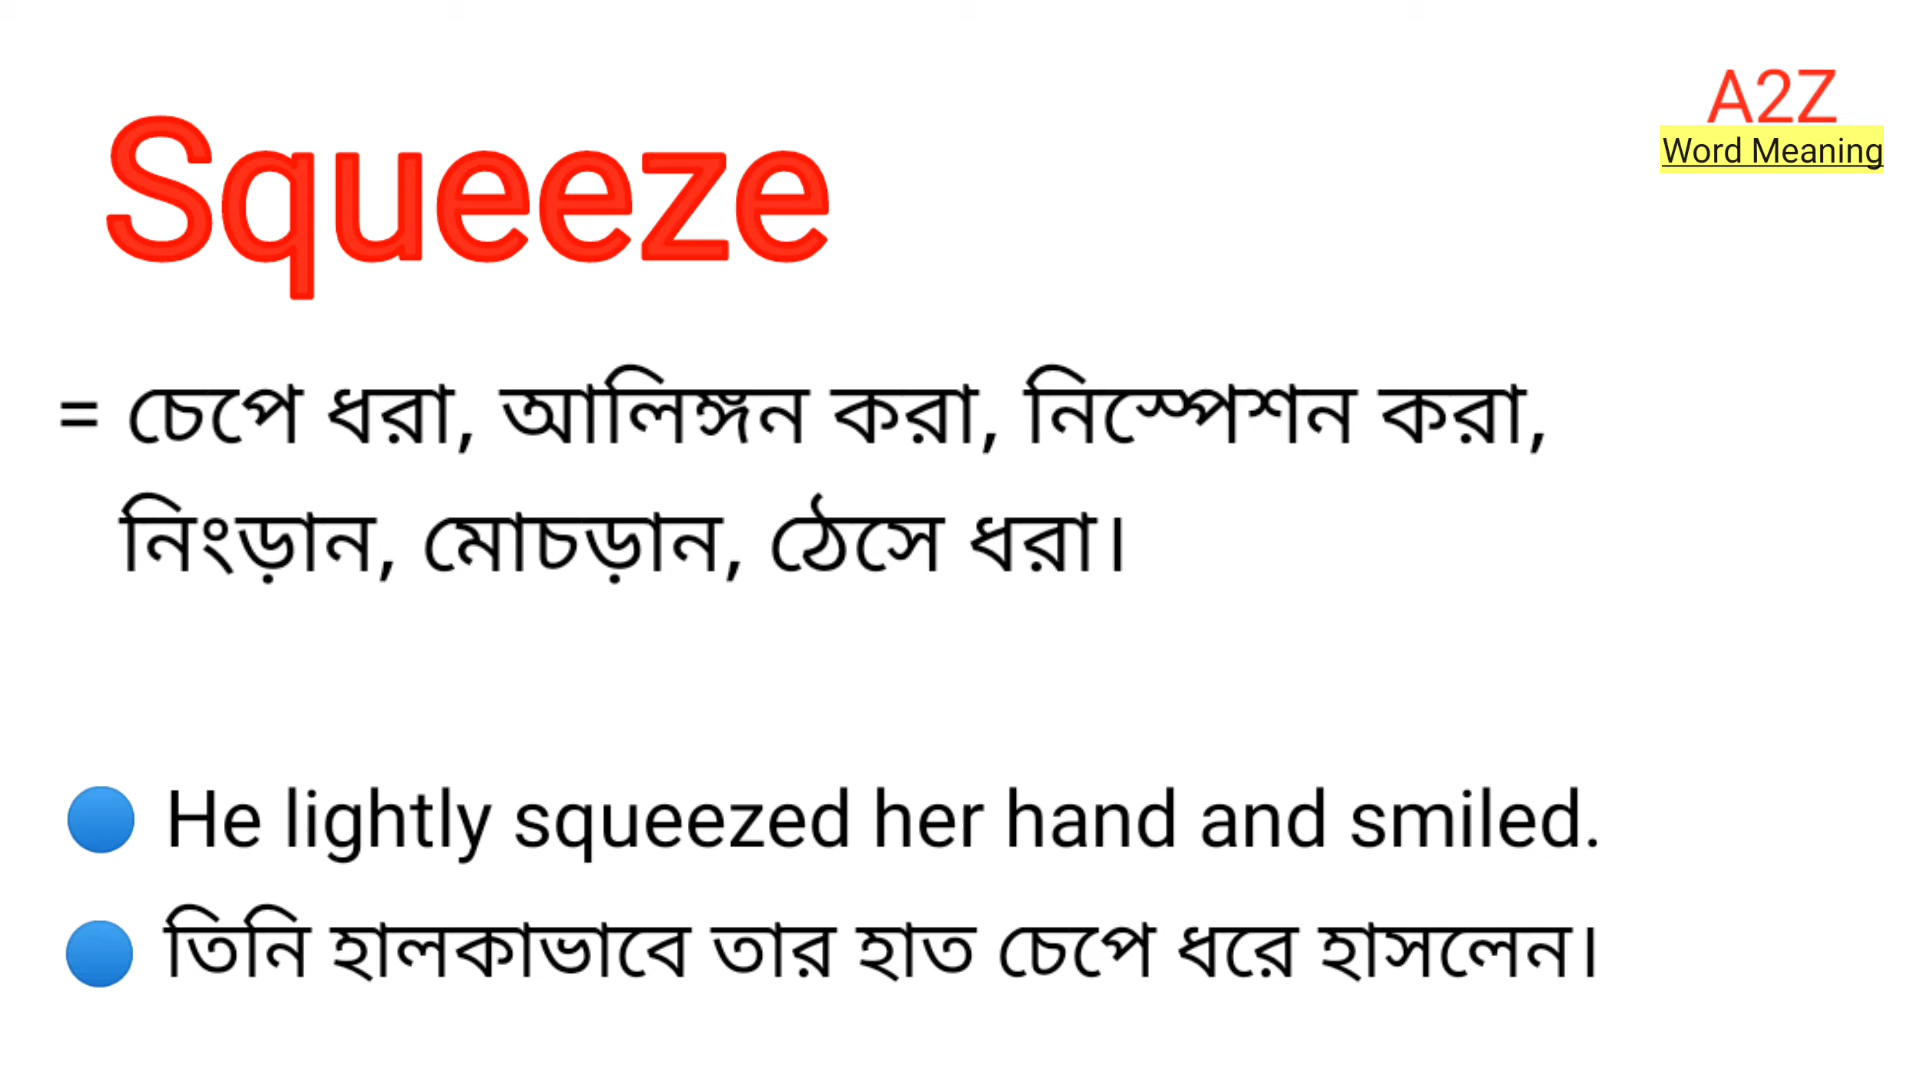 A2Z
Word Meaning
Squeeze
= চেপে ধরা, আলিঙ্গন করা, নিস্পেশন করা,
নিংড়ান, মোচড়ান, ঠেসে ধরা।
He lightly squeezed her hand and smiled.
তিনি হালকাভাবে তার হাত চেপে ধরে হাসলেন।